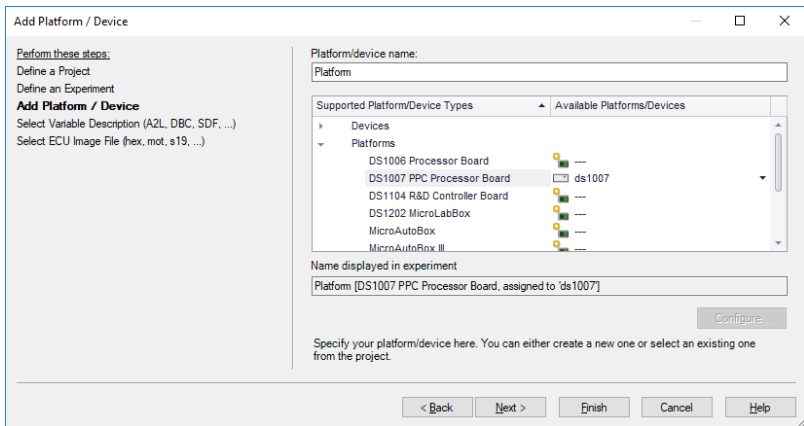 Add Platform / Device
Perform these steps:
Define a Project
Define an Experiment
Add Platform / Device
Select Variable Description (A2L, DBC, SDF, ...)
Select ECU Image File (hex, mot, s19, ...)
Platform/device name:
Platform
Supported Platform/Device Types Available Platforms/Devices
Devices
Platforms
DS1006 Processor Board ---
DS1007 PPC Processor Board ds1007
DS1104 R&D Controller Board ---
DS1202 MicroLabBox ---
MicroAutoBox ---
MicroAutoBox III ---
Name displayed in experiment
Platform [DS1007 PPC Processor Board, assigned to 'ds1007']
Configure...
Specify your platform/device here. You can either create a new one or select an existing one
from the project.
< Back Next > Finish Cancel Help